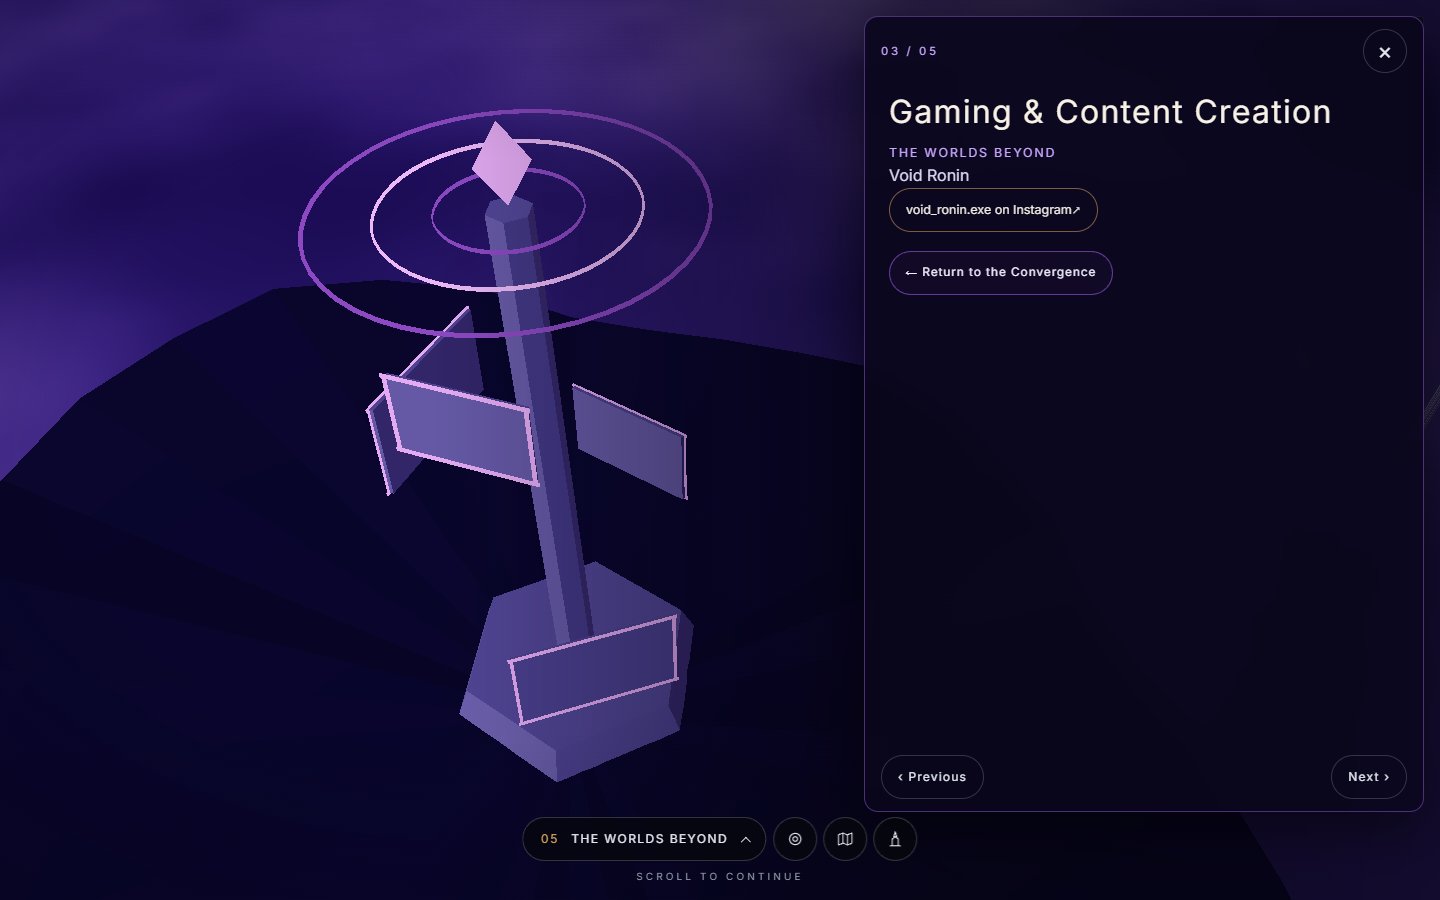 03 / 05
×
Gaming & Content Creation
THE WORLDS BEYOND
Void Ronin
void_ronin.exe on Instagram↗
← Return to the Convergence
‹ Previous
Next ›
05 THE WORLDS BEYOND
SCROLL TO CONTINUE